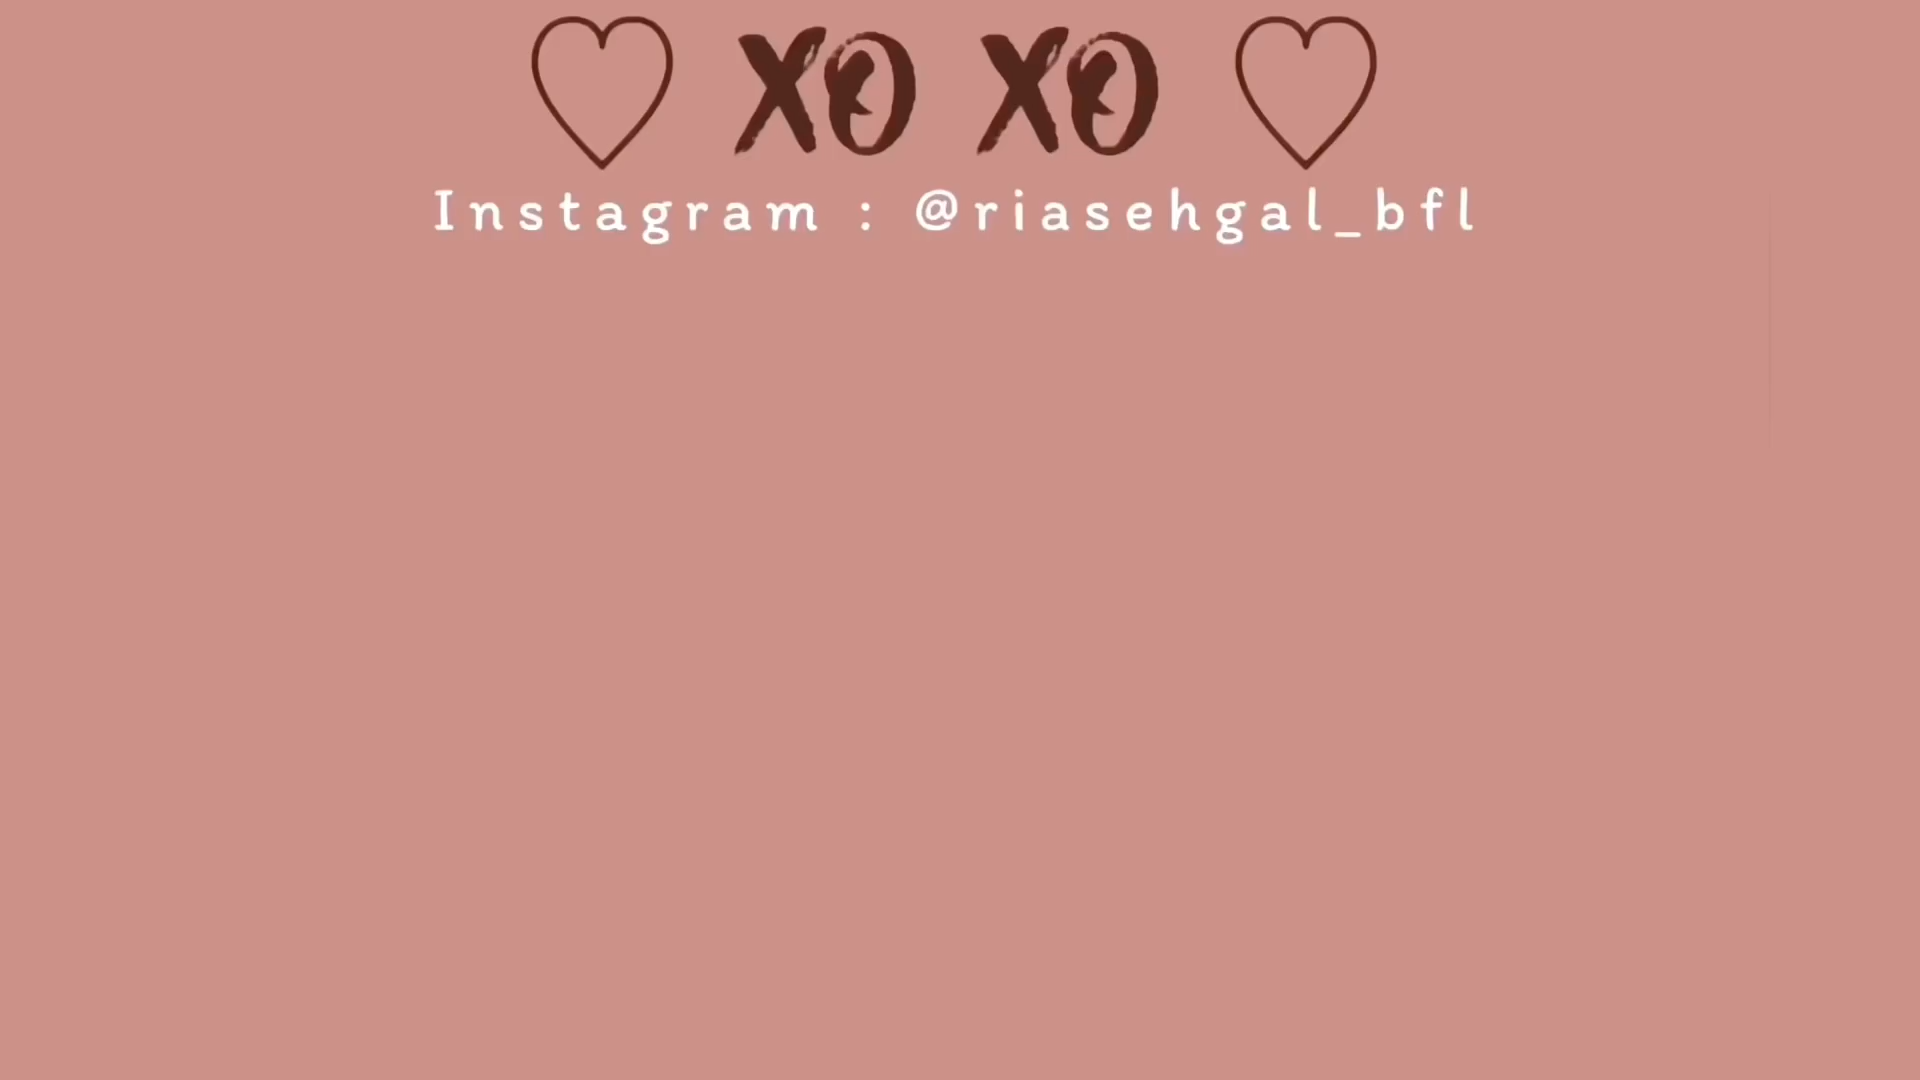 ♡ XO XO ♡
Instagram : @riasehgal_bfl